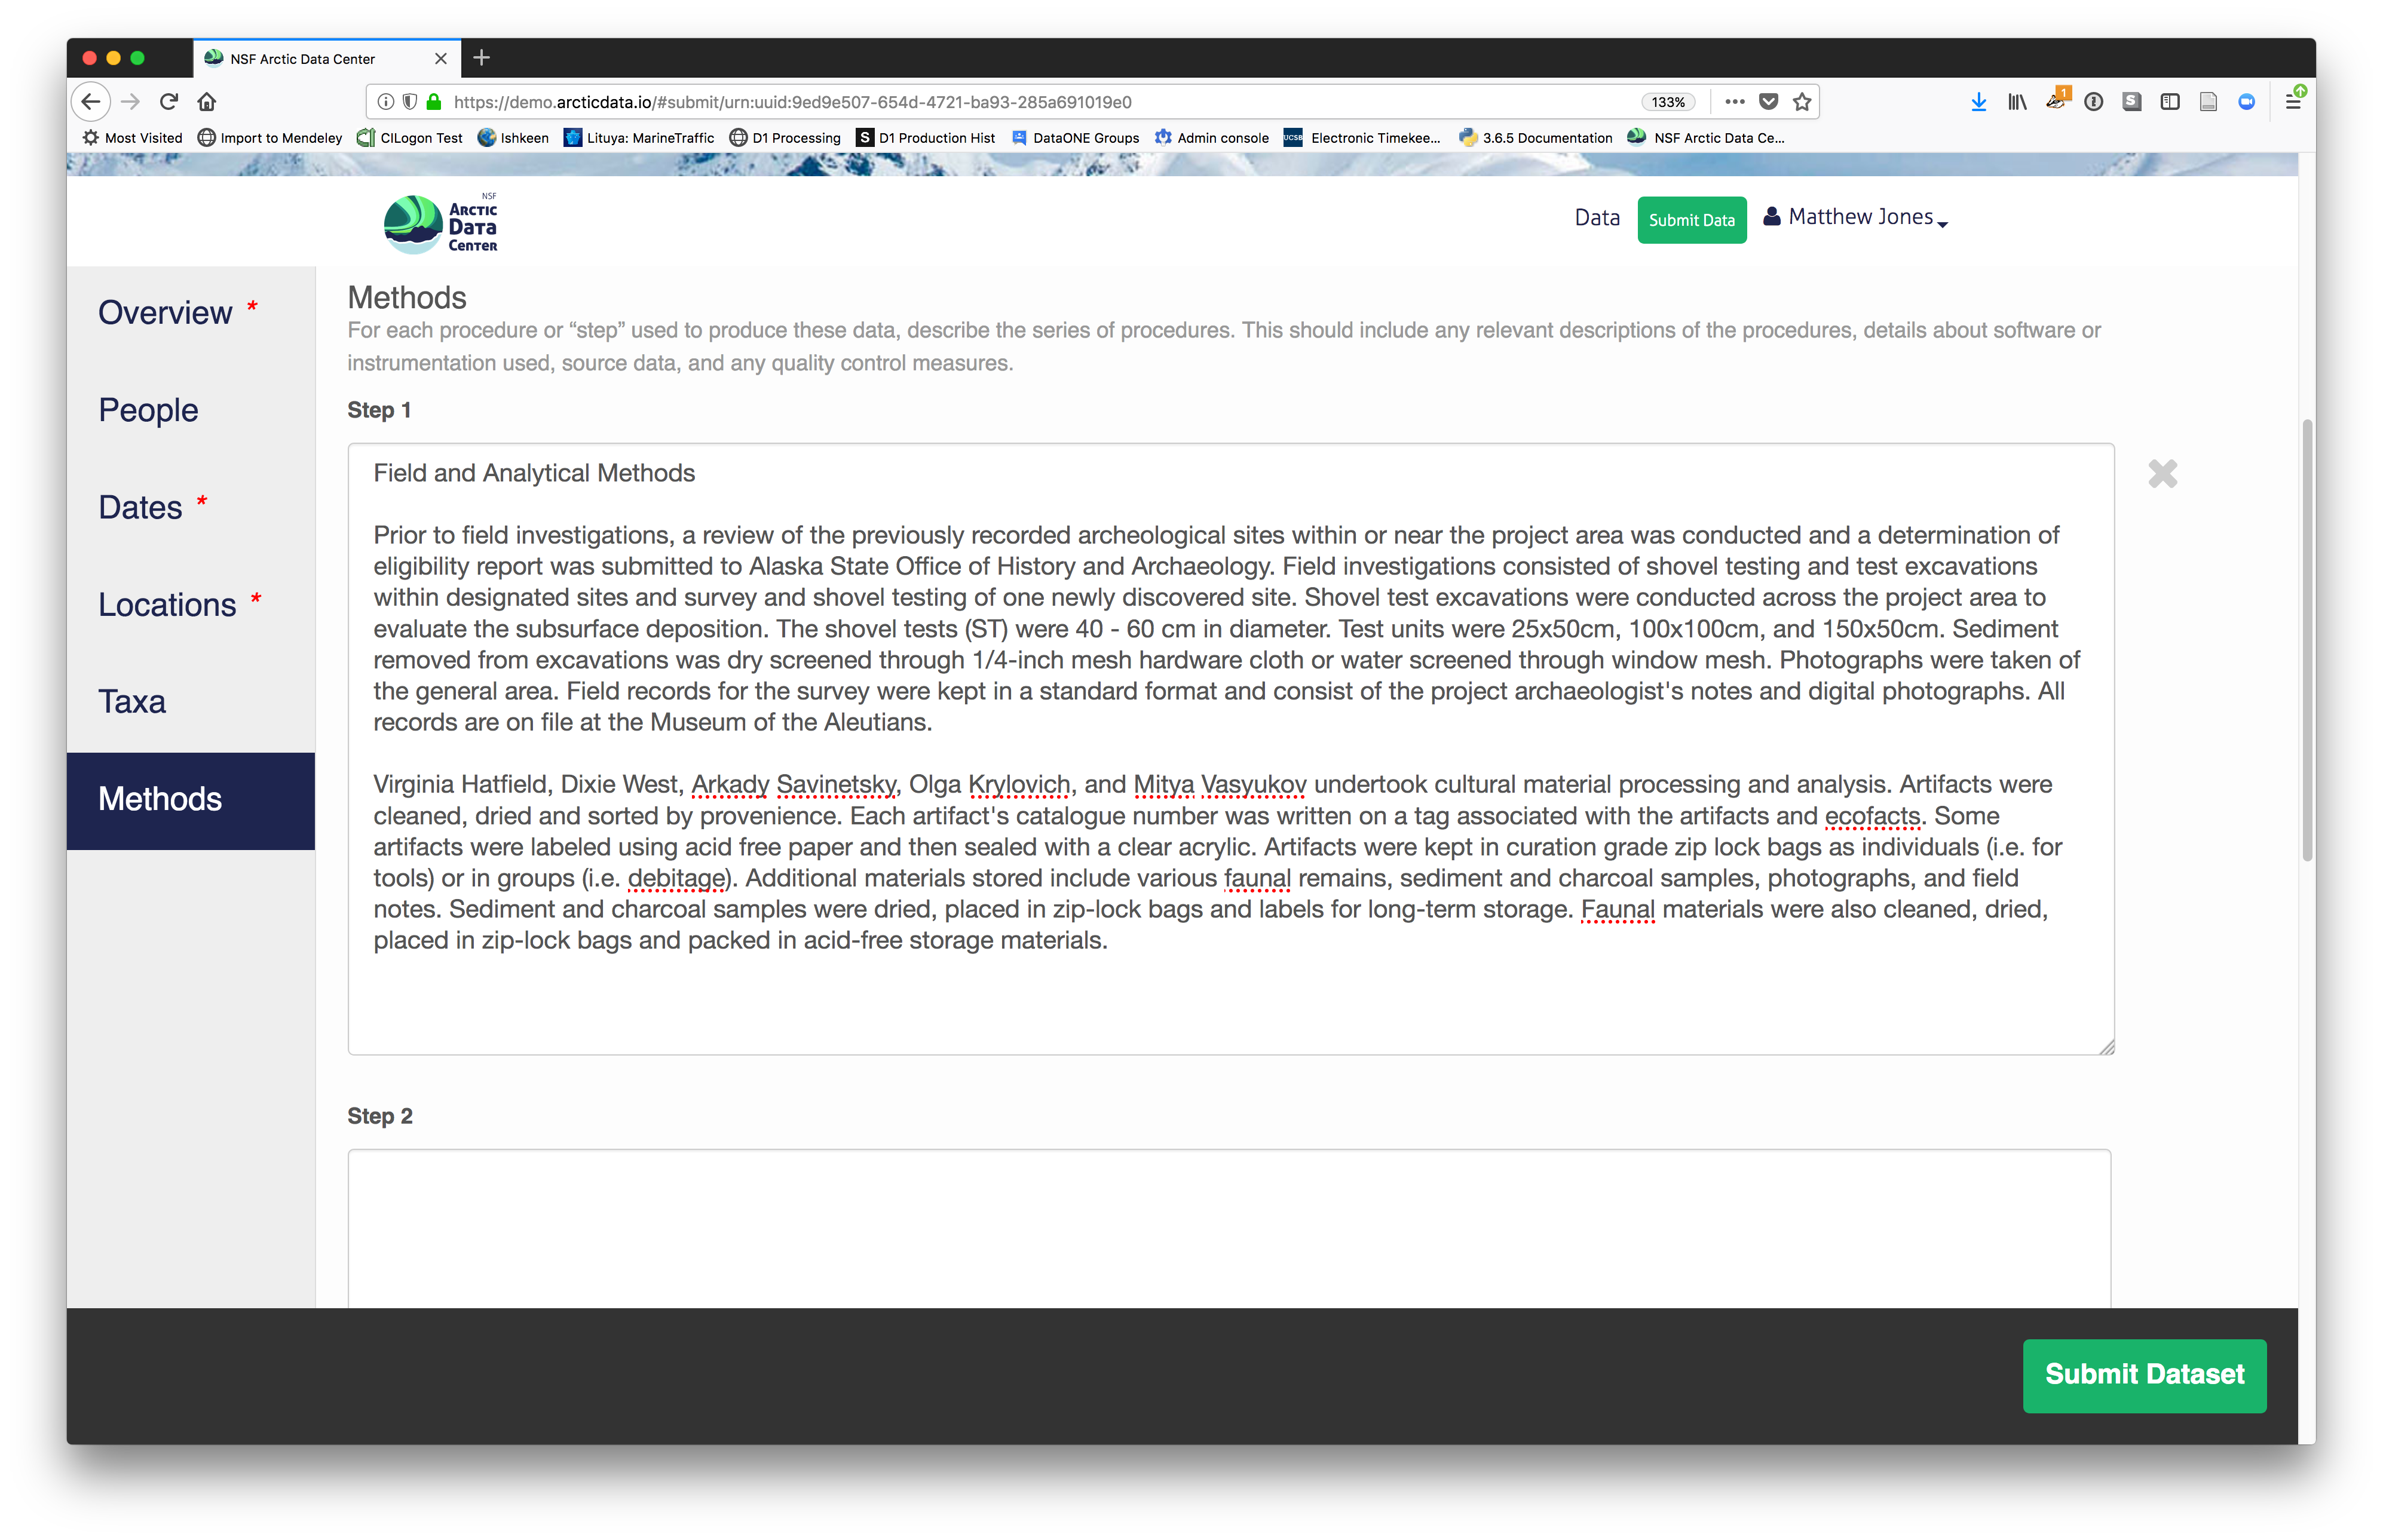 NSF Arctic Data Center
https://demo.arcticdata.io/#submit/urn:uuid:9ed9e507-654d-4721-ba93-285a691019e0
133%
1
S
Most Visited
Import to Mendeley
CILogon Test
Ishkeen
Lituya: MarineTraffic
D1 Processing
S D1 Production Hist
DataONE Groups
Admin console
UCSB Electronic Timekee...
3.6.5 Documentation
NSF Arctic Data Ce...
NSF
Arctic
Data
Center
Data
Submit Data
Matthew Jones
Overview *
People
Dates *
Locations *
Taxa
Methods
Methods
For each procedure or “step” used to produce these data, describe the series of procedures. This should include any relevant descriptions of the procedures, details about software or
instrumentation used, source data, and any quality control measures.
Step 1
Field and Analytical Methods
Prior to field investigations, a review of the previously recorded archeological sites within or near the project area was conducted and a determination of
eligibility report was submitted to Alaska State Office of History and Archaeology. Field investigations consisted of shovel testing and test excavations
within designated sites and survey and shovel testing of one newly discovered site. Shovel test excavations were conducted across the project area to
evaluate the subsurface deposition. The shovel tests (ST) were 40 - 60 cm in diameter. Test units were 25x50cm, 100x100cm, and 150x50cm. Sediment
removed from excavations was dry screened through 1/4-inch mesh hardware cloth or water screened through window mesh. Photographs were taken of
the general area. Field records for the survey were kept in a standard format and consist of the project archaeologist's notes and digital photographs. All
records are on file at the Museum of the Aleutians.
Virginia Hatfield, Dixie West, Arkady Savinetsky, Olga Krylovich, and Mitya Vasyukov undertook cultural material processing and analysis. Artifacts were
cleaned, dried and sorted by provenience. Each artifact's catalogue number was written on a tag associated with the artifacts and ecofacts. Some
artifacts were labeled using acid free paper and then sealed with a clear acrylic. Artifacts were kept in curation grade zip lock bags as individuals (i.e. for
tools) or in groups (i.e. debitage). Additional materials stored include various faunal remains, sediment and charcoal samples, photographs, and field
notes. Sediment and charcoal samples were dried, placed in zip-lock bags and labels for long-term storage. Faunal materials were also cleaned, dried,
placed in zip-lock bags and packed in acid-free storage materials.
Step 2
Submit Dataset